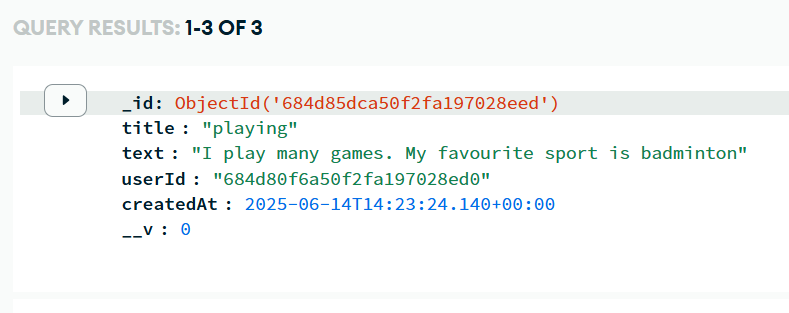 QUERY RESULTS: 1-3 OF 3
_id: ObjectId('684d85dca50f2fa197028eed')
title : "playing"
text : "I play many games. My favourite sport is badminton"
userId : "684d80f6a50f2fa197028ed0"
createdAt : 2025-06-14T14:23:24.140+00:00
__v : 0